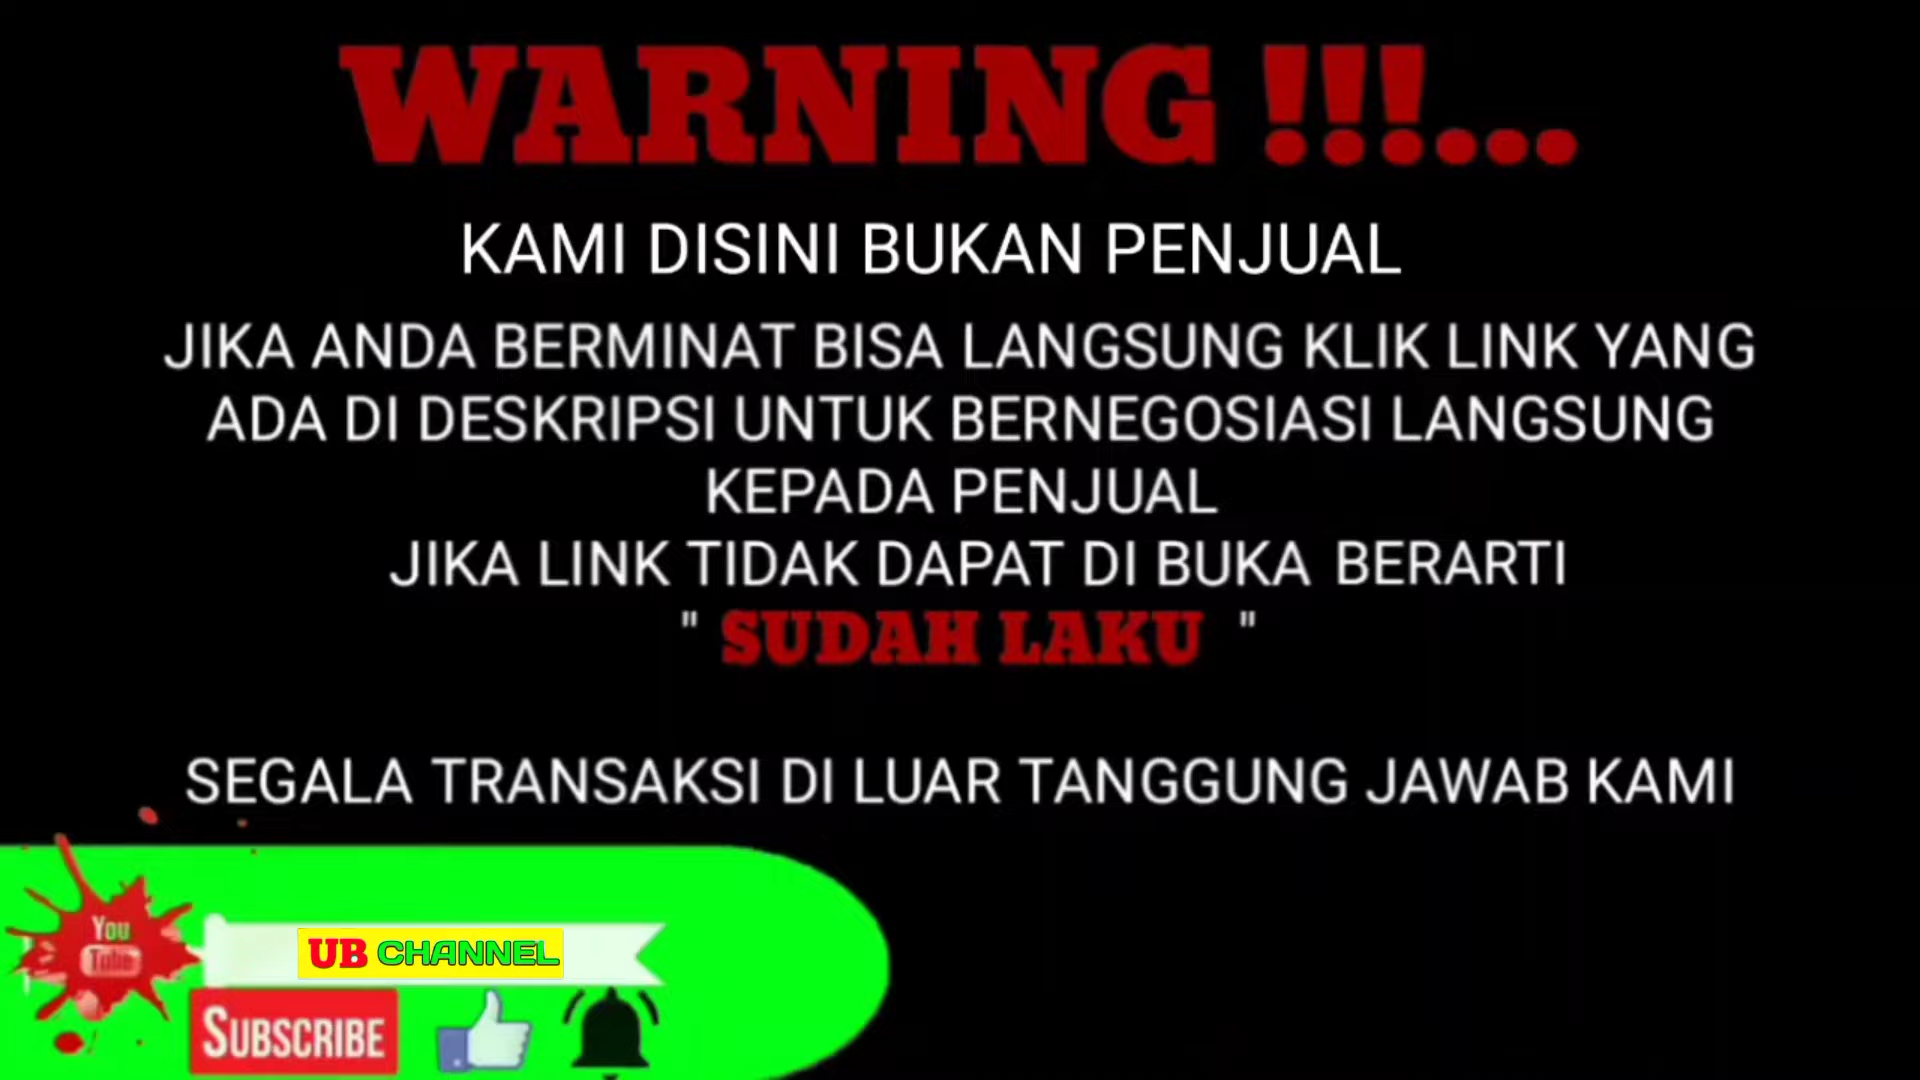 WARNING !!!...
KAMI DISINI BUKAN PENJUAL
JIKA ANDA BERMINAT BISA LANGSUNG KLIK LINK YANG
ADA DI DESKRIPSI UNTUK BERNEGOSIASI LANGSUNG
KEPADA PENJUAL
JIKA LINK TIDAK DAPAT DI BUKA BERARTI
" SUDAH LAKU "
SEGALA TRANSAKSI DI LUAR TANGGUNG JAWAB KAMI
You
Tube
UB CHANNEL
SUBSCRIBE